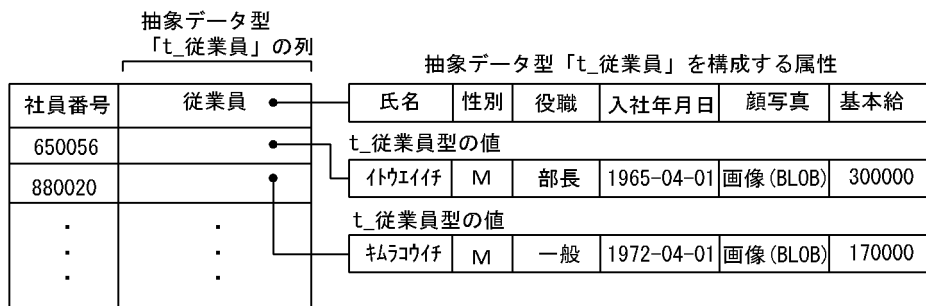 抽象データ型
「t_従業員」の列
抽象データ型「t_従業員」を構成する属性
社員番号 従業員 氏名 性別 役職 入社年月日 顔写真 基本給
t_従業員型の値
650056 ｲﾄｳｴｲｲﾁ M 部長 1965-04-01 画像(BLOB) 300000
880020
t_従業員型の値
ｷﾑﾗｺｳｲﾁ M 一般 1972-04-01 画像(BLOB) 170000